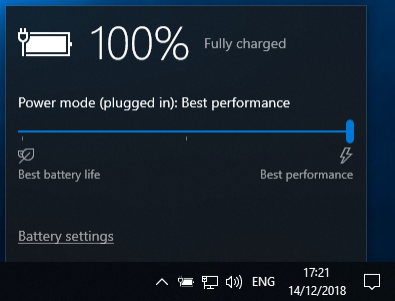 100% Fully charged
Power mode (plugged in): Best performance
Best battery life Best performance
Battery settings
ENG 17:21
14/12/2018